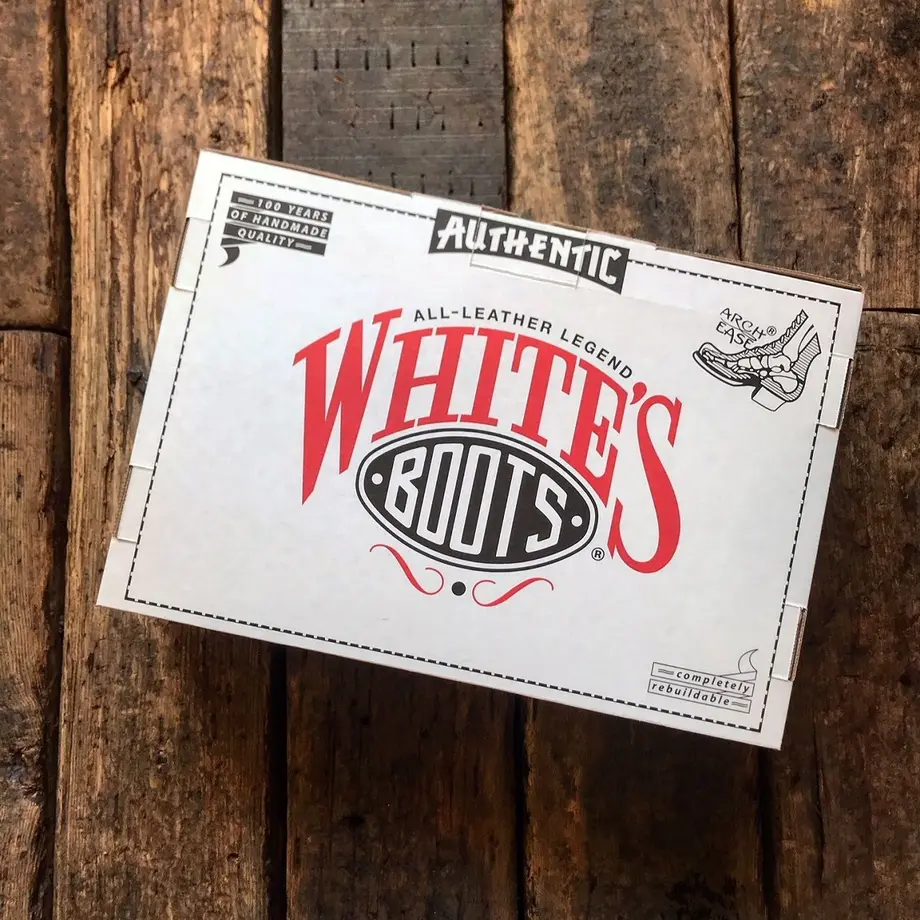 100 YEARS
OF HANDMADE
QUALITY
AUTHENTIC
ARCH®
EASE
ALL-LEATHER LEGEND
WHITE'S
BOOTS
®
completely
rebuildable